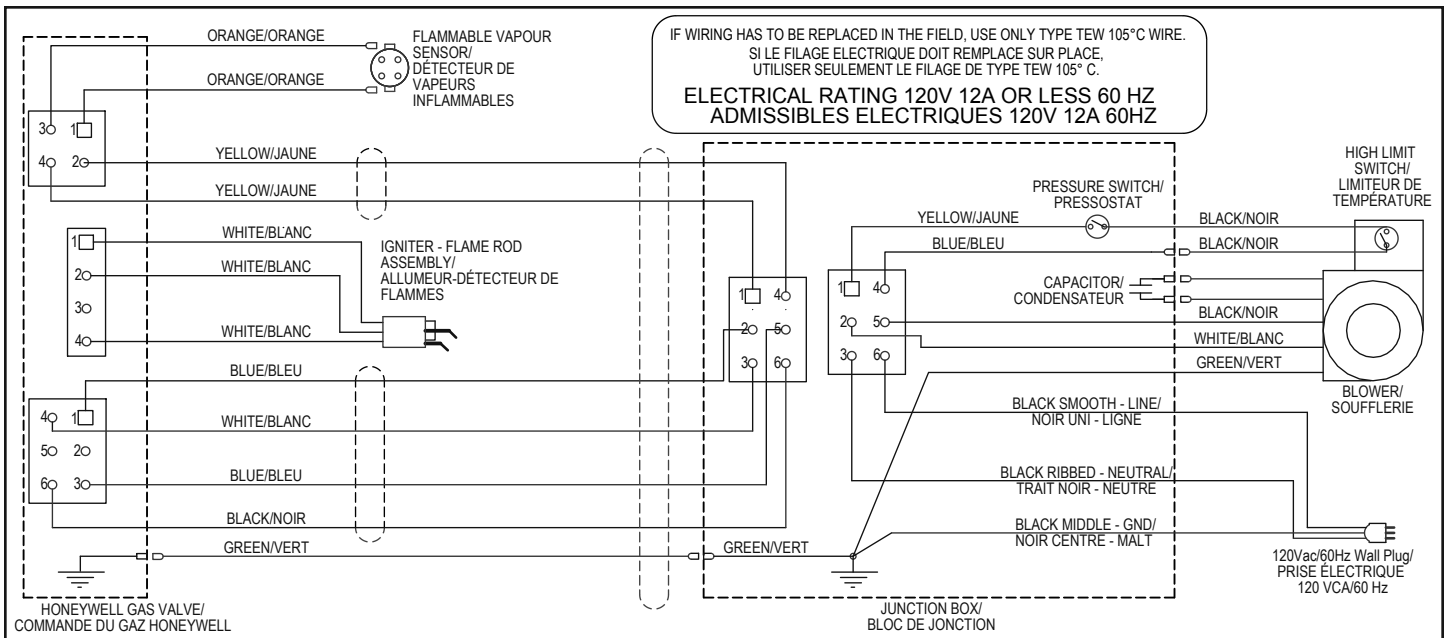 ORANGE/ORANGE
ORANGE/ORANGE
FLAMMABLE VAPOUR
SENSOR/
DÉTECTEUR DE
VAPEURS
INFLAMMABLES
IF WIRING HAS TO BE REPLACED IN THE FIELD, USE ONLY TYPE TEW 105°C WIRE.
SI LE FILAGE ELECTRIQUE DOIT REMPLACE SUR PLACE,
UTILISER SEULEMENT LE FILAGE DE TYPE TEW 105° C.
ELECTRICAL RATING 120V 12A OR LESS 60 HZ
ADMISSIBLES ELECTRIQUES 120V 12A 60HZ
3 1
4 2
YELLOW/JAUNE
YELLOW/JAUNE
1
2
3
4
WHITE/BLANC
WHITE/BLANC
WHITE/BLANC
IGNITER - FLAME ROD
ASSEMBLY/
ALLUMEUR-DÉTECTEUR DE
FLAMMES
4 1
5 2
6 3
BLUE/BLEU
WHITE/BLANC
BLUE/BLEU
BLACK/NOIR
GREEN/VERT
HONEYWELL GAS VALVE/
COMMANDE DU GAZ HONEYWELL
1 4
2 5
3 6
1 4
2 5
3 6
PRESSURE SWITCH/
PRESSOSTAT
YELLOW/JAUNE
BLUE/BLEU
CAPACITOR/
CONDENSATEUR
HIGH LIMIT
SWITCH/
LIMITEUR DE
TEMPÉRATURE
BLACK/NOIR
BLACK/NOIR
BLACK/NOIR
WHITE/BLANC
GREEN/VERT
BLOWER/
SOUFFLERIE
BLACK SMOOTH - LINE/
NOIR UNI - LIGNE
BLACK RIBBED - NEUTRAL/
TRAIT NOIR - NEUTRE
BLACK MIDDLE - GND/
NOIR CENTRE - MALT
GREEN/VERT
120Vac/60Hz Wall Plug/
PRISE ÉLECTRIQUE
120 VCA/60 Hz
JUNCTION BOX/
BLOC DE JONCTION